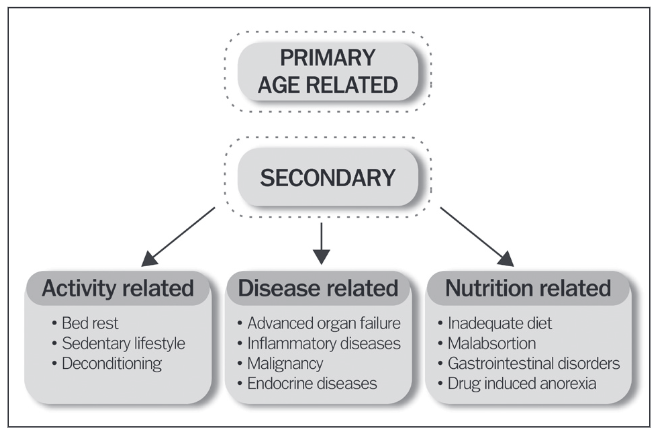 PRIMARY
AGE RELATED
SECONDARY
Activity related
• Bed rest
• Sedentary lifestyle
• Deconditioning
Disease related
• Advanced organ failure
• Inflammatory diseases
• Malignancy
• Endocrine diseases
Nutrition related
• Inadequate diet
• Malabsortion
• Gastrointestinal disorders
• Drug induced anorexia